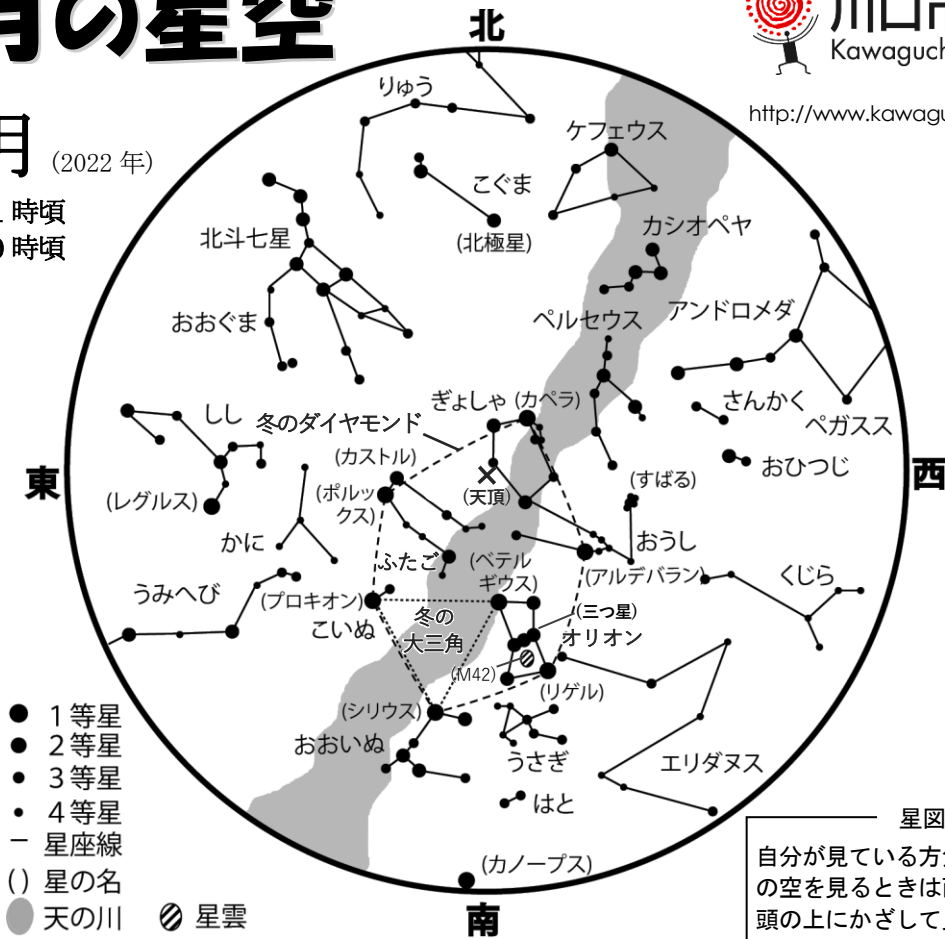 月の星空
北
川口市
Kawaguch
http://www.kawagu
月 (2022 年)
時頃
時頃
りゅう
ケフェウス
こぐま
(北極星)
カシオペヤ
北斗七星
おおぐま
アンドロメダ
ペルセウス
さんかく
ペガスス
しし
冬のダイヤモンド
ぎょしゃ (カペラ)
おひつじ
(カストル)
東
西
(天頂)
(すばる)
(レグルス)
(ポルッ
クス)
かに
ふたご
(ベテル
ギウス)
おうし
(アルデバラン)
くじら
うみへび
(プロキオン)
こいぬ
冬の
大三角
(三つ星)
オリオン
(M42)
(リゲル)
(シリウス)
おおいぬ
うさぎ
エリダヌス
はと
(カノープス)
南
1等星
2等星
3等星
4等星
星座線
() 星の名
天の川
星雲
星図
自分が見ている方
の空を見るときは
頭の上にかざして